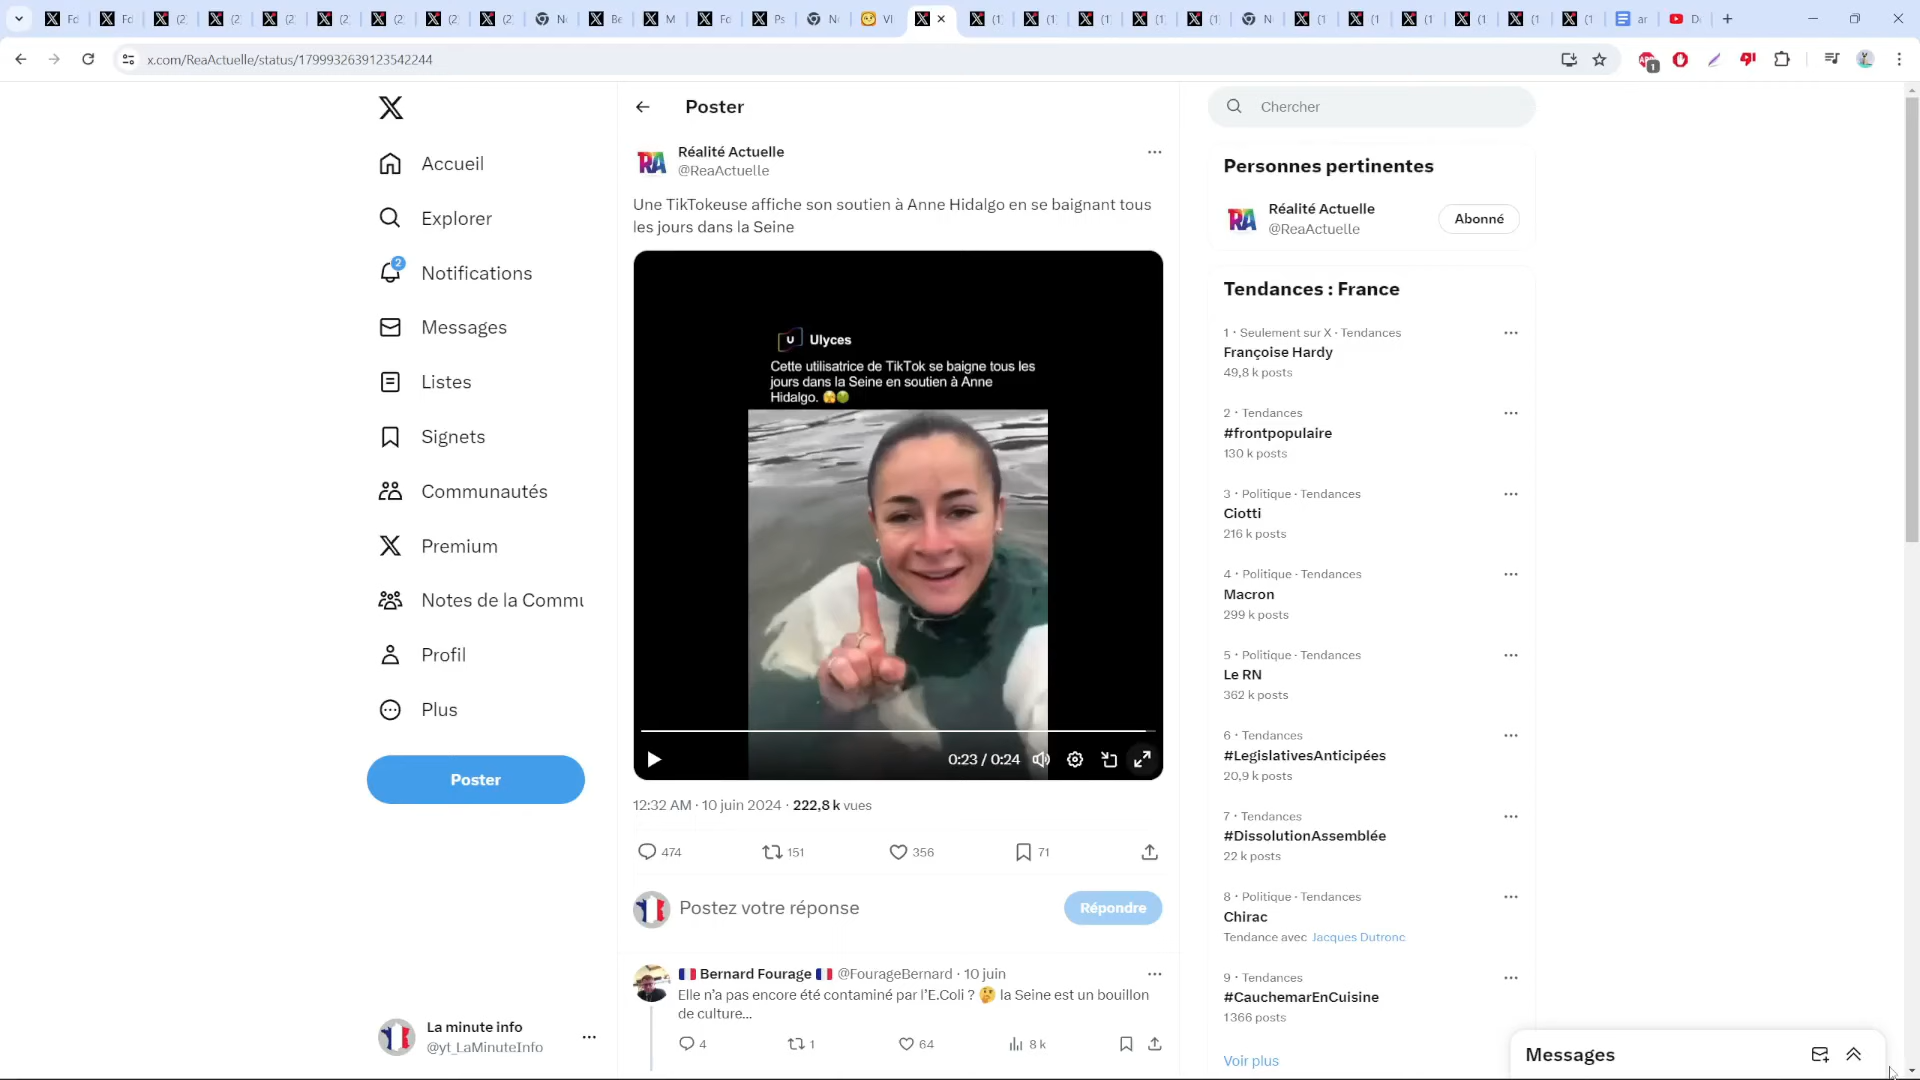 x.com/ReaActuelle/status/1799932639123542244
1
Accueil
Explorer
2
Notifications
Messages
Listes
Signets
Communautés
Premium
Notes de la Commu
Profil
Plus
Poster
La minute info
@yt_LaMinuteInfo
Poster
Réalité Actuelle
@ReaActuelle
Une TikTokeuse affiche son soutien à Anne Hidalgo en se baignant tous
les jours dans la Seine
Ulyces
Cette utilisatrice de TikTok se baigne tous les
jours dans la Seine en soutien à Anne
Hidalgo. 🫣🤢
0:23 / 0:24
12:32 AM · 10 juin 2024 · 222,8 k vues
474 151 356 71
Postez votre réponse
Répondre
🇫🇷 Bernard Fourage 🇫🇷 @FourageBernard · 10 juin
Elle n’a pas encore été contaminé par l’E.Coli ? 🤔 la Seine est un bouillon
de culture...
4 1 64 8 k
Chercher
Personnes pertinentes
Réalité Actuelle
@ReaActuelle
Abonné
Tendances : France
1 · Seulement sur X · Tendances
Françoise Hardy
49,8 k posts
2 · Tendances
#frontpopulaire
130 k posts
3 · Politique · Tendances
Ciotti
216 k posts
4 · Politique · Tendances
Macron
299 k posts
5 · Politique · Tendances
Le RN
362 k posts
6 · Tendances
#LegislativesAnticipées
20,9 k posts
7 · Tendances
#DissolutionAssemblée
22 k posts
8 · Politique · Tendances
Chirac
Tendance avec Jacques Dutronc
9 · Tendances
#CauchemarEnCuisine
1 366 posts
Voir plus
Messages